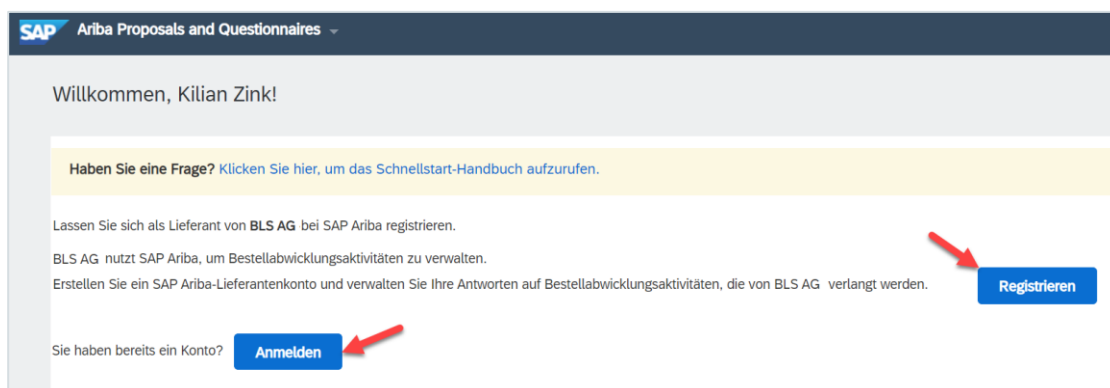 SAP Ariba Proposals and Questionnaires
Willkommen, Kilian Zink!
Haben Sie eine Frage? Klicken Sie hier, um das Schnellstart-Handbuch aufzurufen.
Lassen Sie sich als Lieferant von BLS AG bei SAP Ariba registrieren.
BLS AG nutzt SAP Ariba, um Bestellabwicklungsaktivitäten zu verwalten.
Erstellen Sie ein SAP Ariba-Lieferantenkonto und verwalten Sie Ihre Antworten auf Bestellabwicklungsaktivitäten, die von BLS AG verlangt werden. Registrieren
Sie haben bereits ein Konto? Anmelden